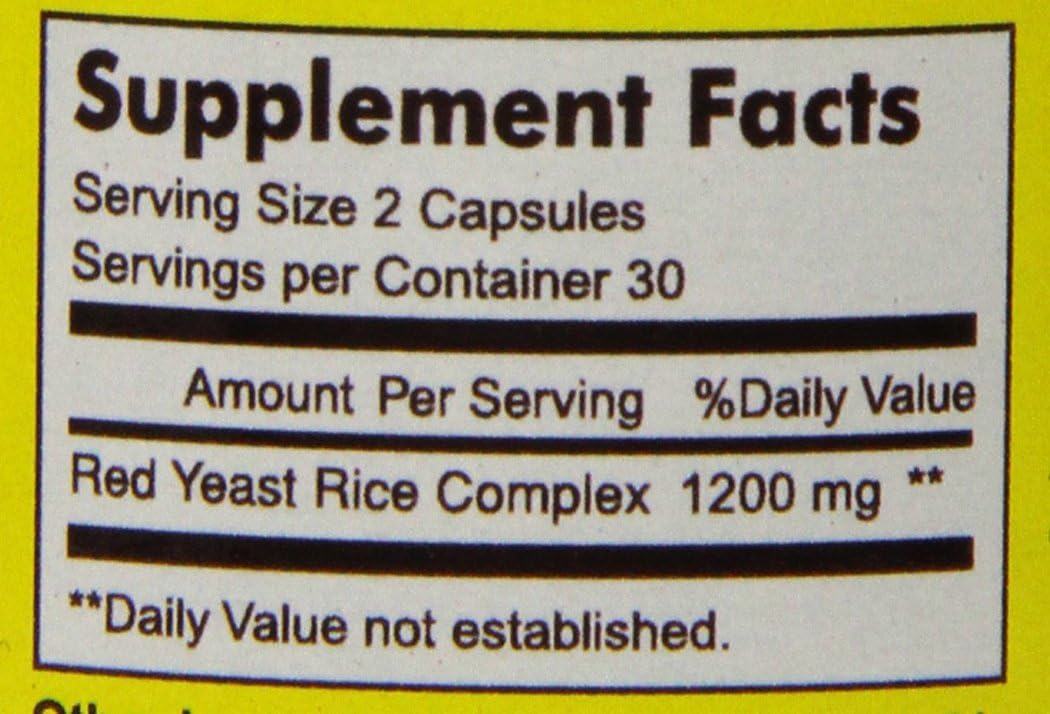 Supplement Facts
Serving Size 2 Capsules
Servings per Container 30
Amount Per Serving %Daily Value
Red Yeast Rice Complex 1200 mg **
**Daily Value not established.